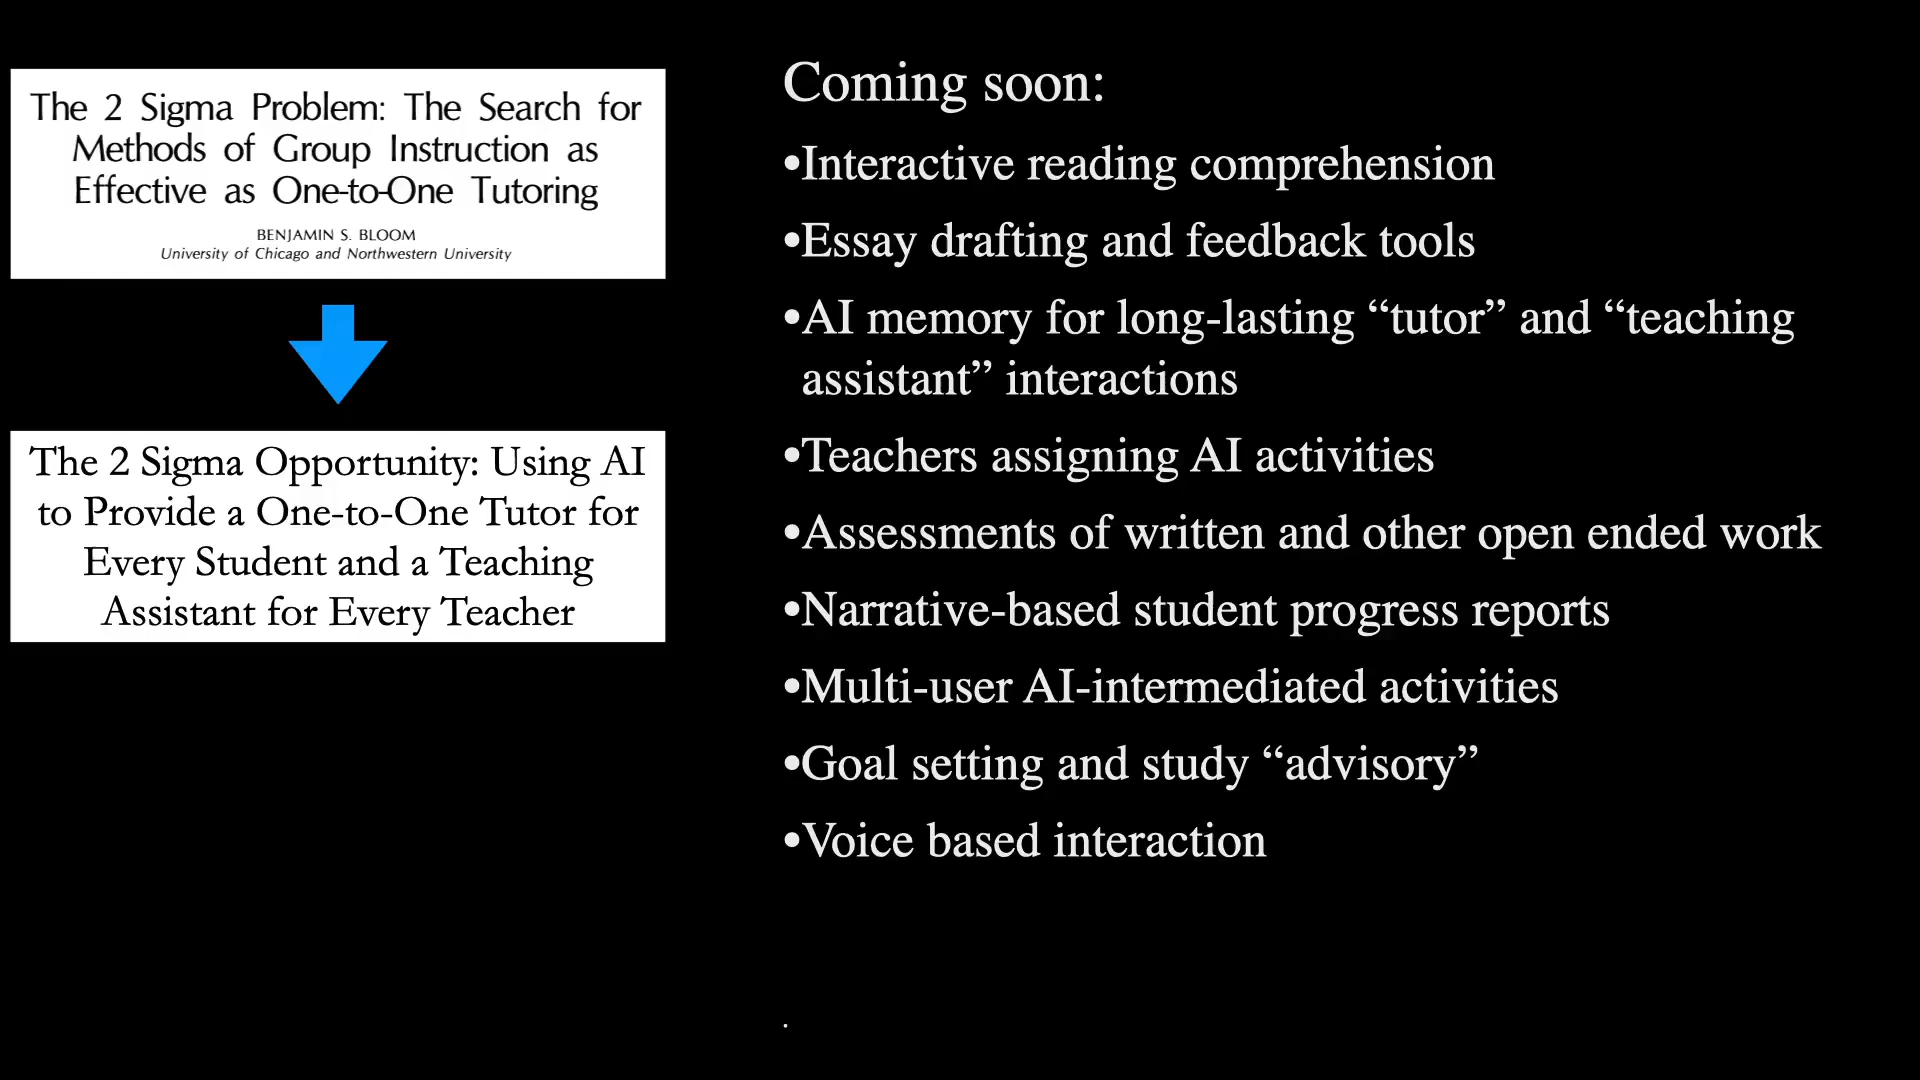 The 2 Sigma Problem: The Search for
Methods of Group Instruction as
Effective as One-to-One Tutoring
BENJAMIN S. BLOOM
University of Chicago and Northwestern University
The 2 Sigma Opportunity: Using AI
to Provide a One-to-One Tutor for
Every Student and a Teaching
Assistant for Every Teacher
Coming soon:
•Interactive reading comprehension
•Essay drafting and feedback tools
•AI memory for long-lasting “tutor” and “teaching
assistant” interactions
•Teachers assigning AI activities
•Assessments of written and other open ended work
•Narrative-based student progress reports
•Multi-user AI-intermediated activities
•Goal setting and study “advisory”
•Voice based interaction
.